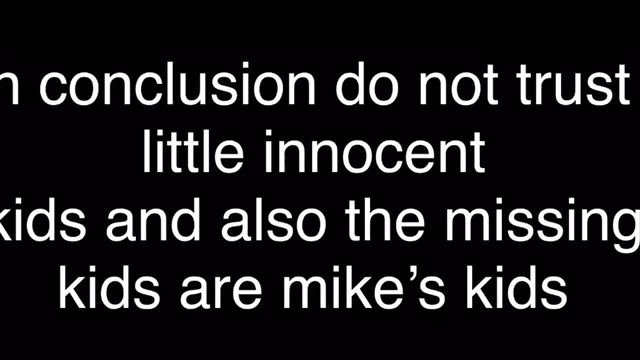 n conclusion do not trust
little innocent
kids and also the missing
kids are mike’s kids